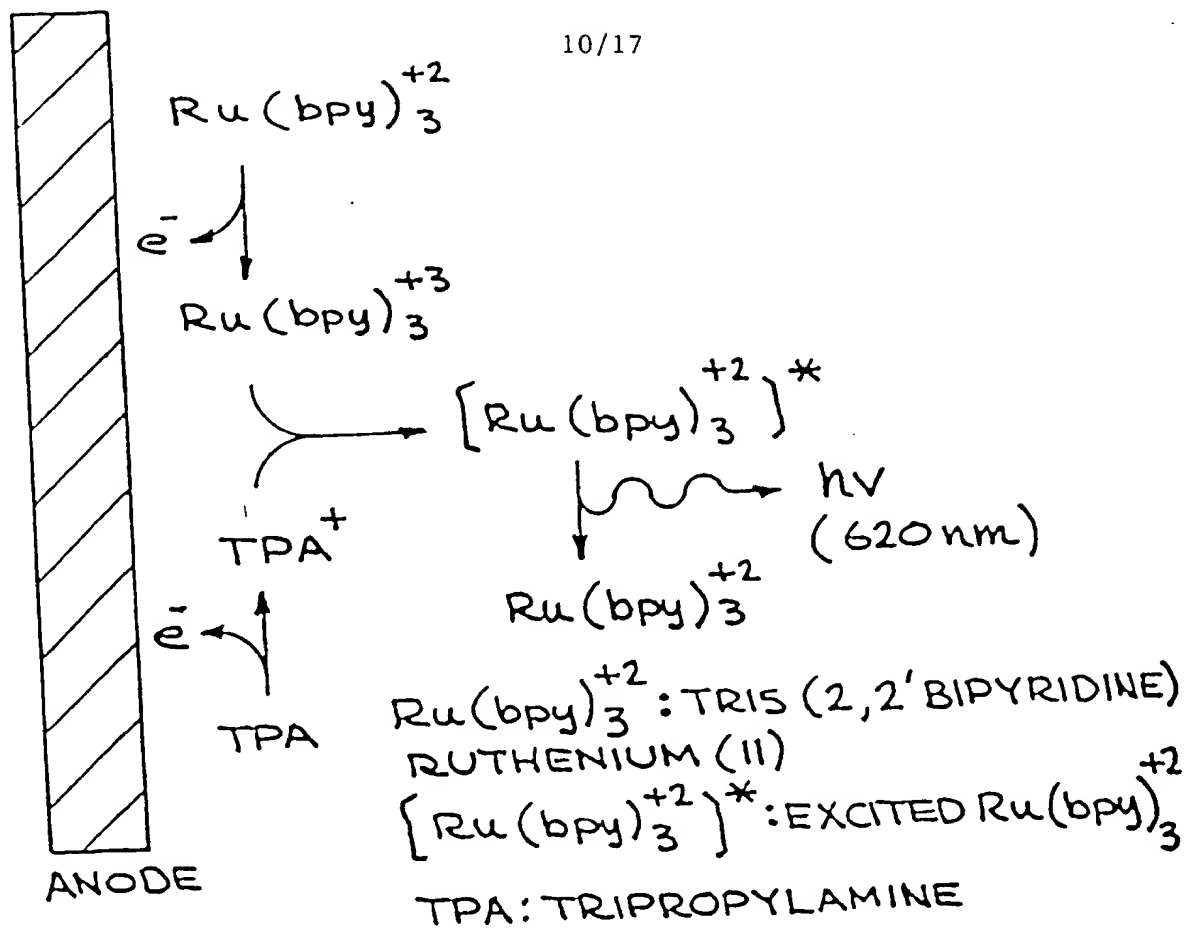 10/17
Ru(bpy)₃⁺²
e⁻
Ru(bpy)₃⁺³
[Ru(bpy)₃⁺²]*
hν
(620nm)
TPA⁺
Ru(bpy)₃⁺²
e⁻
TPA
Ru(bpy)₃⁺²: TRIS (2,2'BIPYRIDINE)
RUTHENIUM (II)
[Ru(bpy)₃⁺²]*: EXCITED Ru(bpy)₃⁺²
ANODE
TPA: TRIPROPYLAMINE